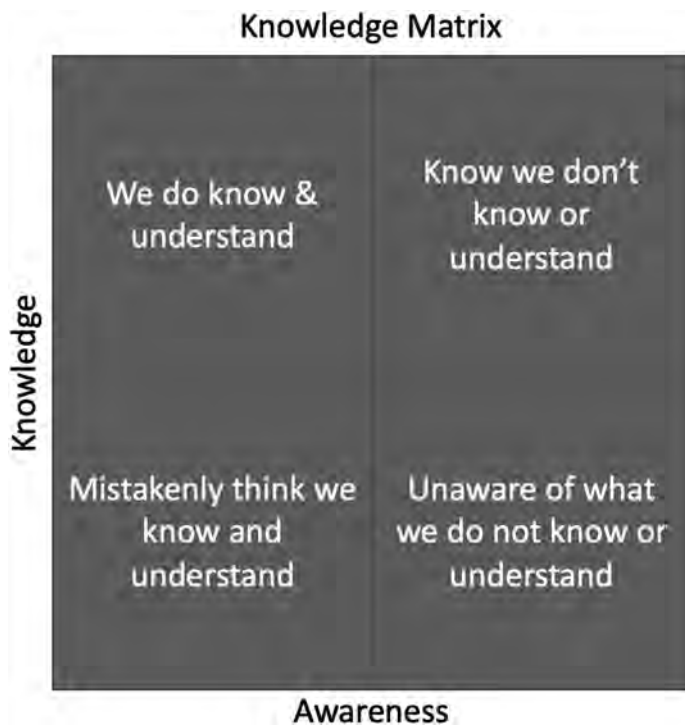 Knowledge Matrix
We do know &
understand
Know we don't
know or
understand
Knowledge
Mistakenly think we
know and
understand
Unaware of what
we do not know or
understand
Awareness